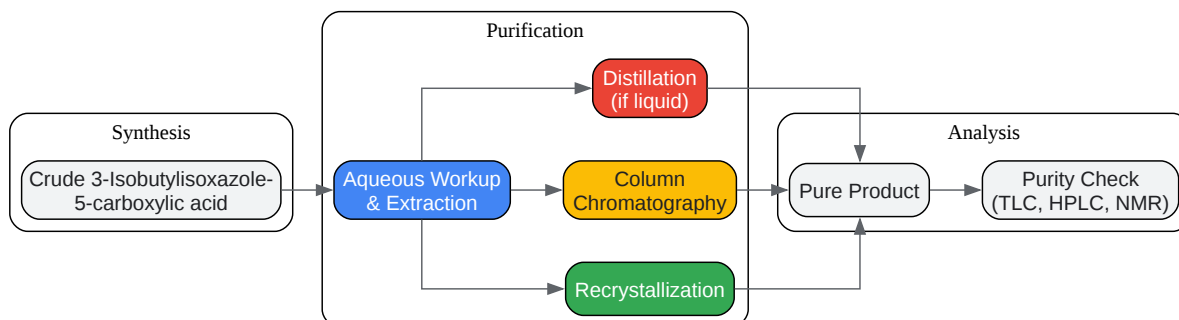 Purification
Distillation
(if liquid)
Synthesis
Crude 3-Isobutylisoxazole-
5-carboxylic acid
Aqueous Workup
& Extraction
Column
Chromatography
Recrystallization
Analysis
Pure Product
Purity Check
(TLC, HPLC, NMR)